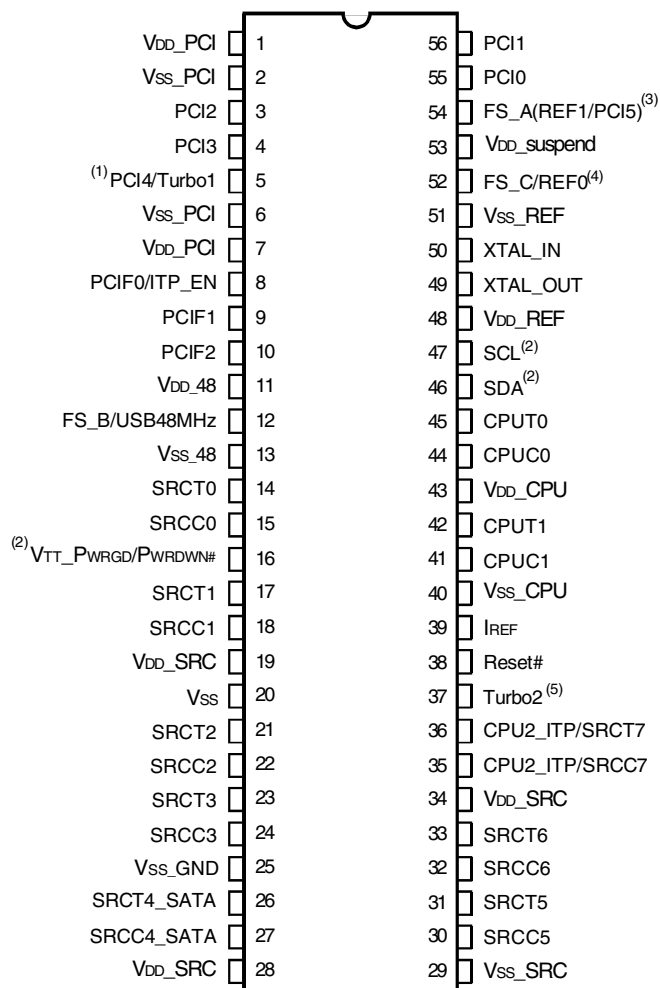 VDD_PCI 1 56 PCI1
VSS_PCI 2 55 PCI0
PCI2 3 54 FS_A(REF1/PCI5)(3)
PCI3 4 53 VDD_suspend
(1)PCI4/Turbo1 5 52 FS_C/REF0(4)
VSS_PCI 6 51 VSS_REF
VDD_PCI 7 50 XTAL_IN
PCIF0/ITP_EN 8 49 XTAL_OUT
PCIF1 9 48 VDD_REF
PCIF2 10 47 SCL(2)
VDD_48 11 46 SDA(2)
FS_B/USB48MHz 12 45 CPUT0
VSS_48 13 44 CPUC0
SRCT0 14 43 VDD_CPU
SRCC0 15 42 CPUT1
(2)VTT_PWRGD/PWRDWN# 16 41 CPUC1
SRCT1 17 40 VSS_CPU
SRCC1 18 39 IREF
VDD_SRC 19 38 Reset#
VSS 20 37 Turbo2(5)
SRCT2 21 36 CPU2_ITP/SRCT7
SRCC2 22 35 CPU2_ITP/SRCC7
SRCT3 23 34 VDD_SRC
SRCC3 24 33 SRCT6
VSS_GND 25 32 SRCC6
SRCT4_SATA 26 31 SRCT5
SRCC4_SATA 27 30 SRCC5
VDD_SRC 28 29 VSS_SRC